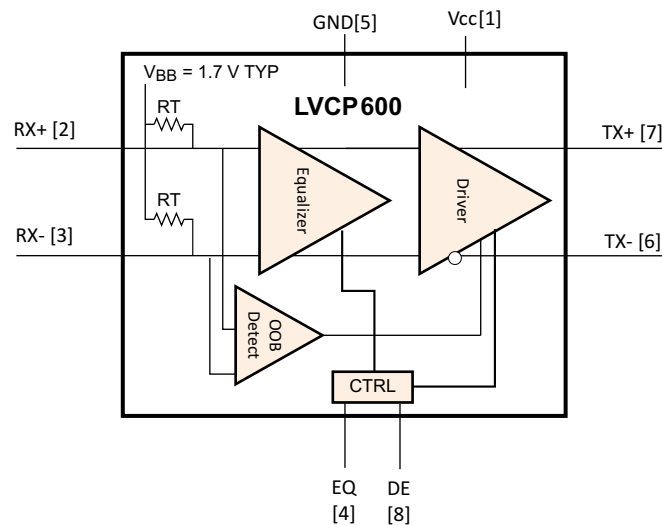 GND[5]
Vcc[1]
VBB = 1.7 V TYP
RT
LVCP600
RX+ [2]
TX+ [7]
Equalizer
Driver
RT
RX- [3]
TX- [6]
OOB
Detect
CTRL
EQ
[4]
DE
[8]